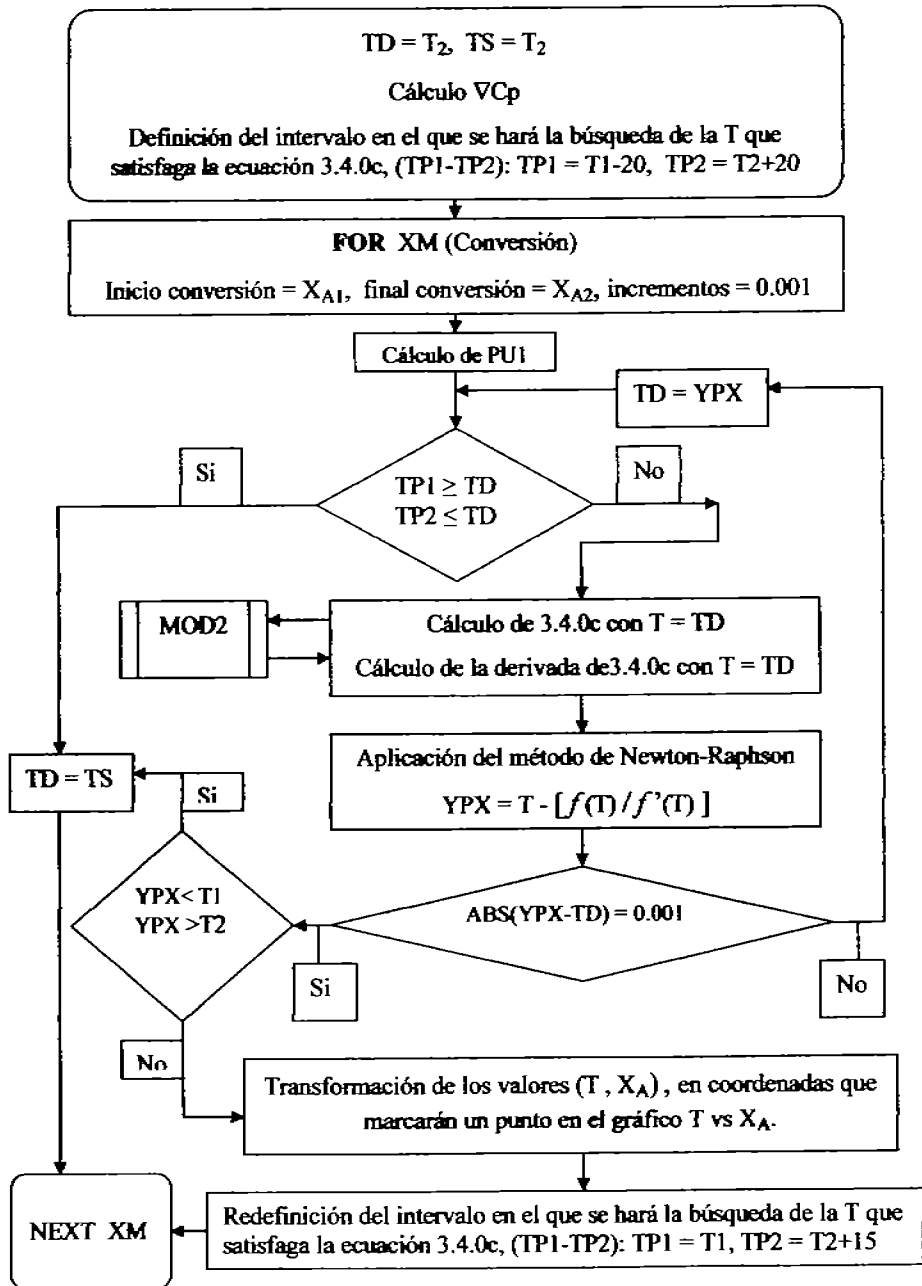 TD = T₂, TS = T₂
Cálculo ∇Cp
Definición del intervalo en el que se hará la búsqueda de la T que
satisfaga la ecuación 3.4.0c, (TP1-TP2): TP1 = T1-20, TP2 = T2+20
FOR XM (Conversión)
Inicio conversión = X_A1, final conversión = X_A2, incrementos = 0.001
Cálculo de PU1
TD = YPX
Si
No
TP1 ≥ TD
TP2 ≤ TD
MOD2
Cálculo de 3.4.0c con T = TD
Cálculo de la derivada de3.4.0c con T = TD
Aplicación del método de Newton-Raphson
YPX = T - [f(T) / f'(T) ]
TD = TS
Si
YPX< T1
YPX >T2
ABS(YPX-TD) = 0.001
Si
No
No
Transformación de los valores (T , X_A) , en coordenadas que
marcarán un punto en el gráfico T vs X_A.
NEXT XM
Redefinición del intervalo en el que se hará la búsqueda de la T que
satisfaga la ecuación 3.4.0c, (TP1-TP2): TP1 = T1, TP2 = T2+15